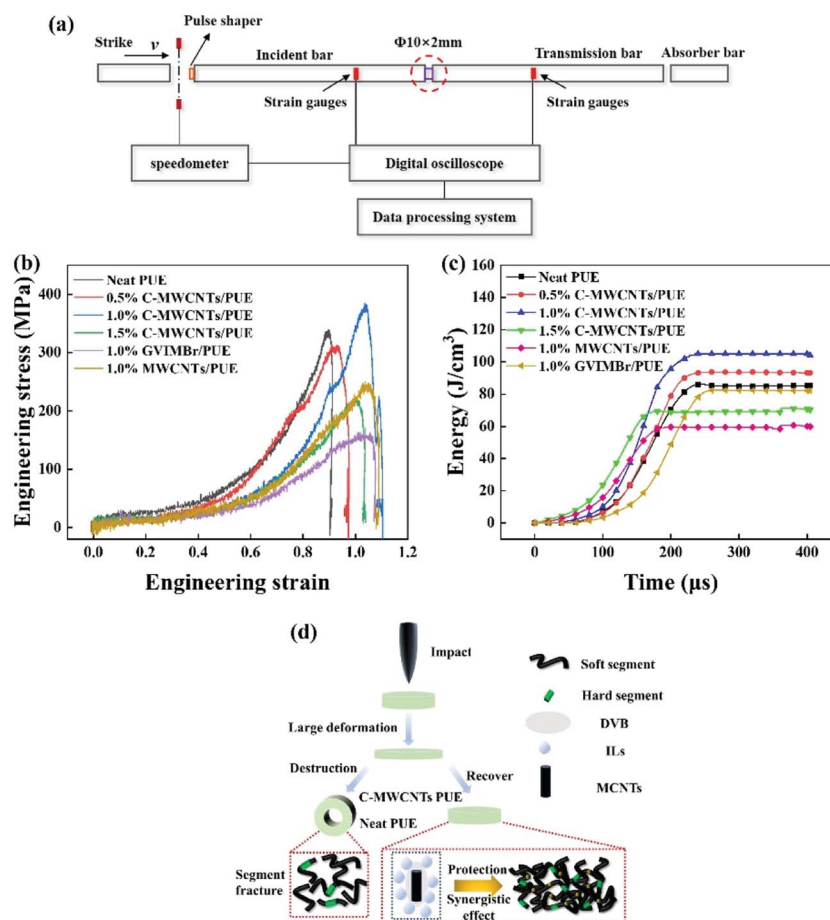 (a)
Pulse shaper
Strike
v
Incident bar
Φ10×2mm
Transmission bar
Absorber bar
Strain gauges
Strain gauges
speedometer
Digital oscilloscope
Data processing system
(b)
Engineering stress ((MPa)
400
300
200
100
0
Neat PUE
0.5% C-MWCNTs/PUE
1.0% C-MWCNTs/PUE
1.5% C-MWCNTs/PUE
1.0% GVIMBr/PUE
1.0% MWCNTs/PUE
0.0 0.2 0.4 0.6 0.8 1.0 1.2
Engineering strain
(c)
Energy (J/cm³)
160
140
120
100
80
60
40
20
0
Neat PUE
0.5% C-MWCNTs/PUE
1.0% C-MWCNTs/PUE
1.5% C-MWCNTs/PUE
1.0% MWCNTs/PUE
1.0% GVIMBr/PUE
0 100 200 300 400
Time (μs)
(d)
Impact
Large deformation
Destruction
Recover
C-MWCNTs PUE
Neat PUE
Segment
fracture
Protection
Synergistic
effect
Soft segment
Hard segment
DVB
ILs
MCNTs